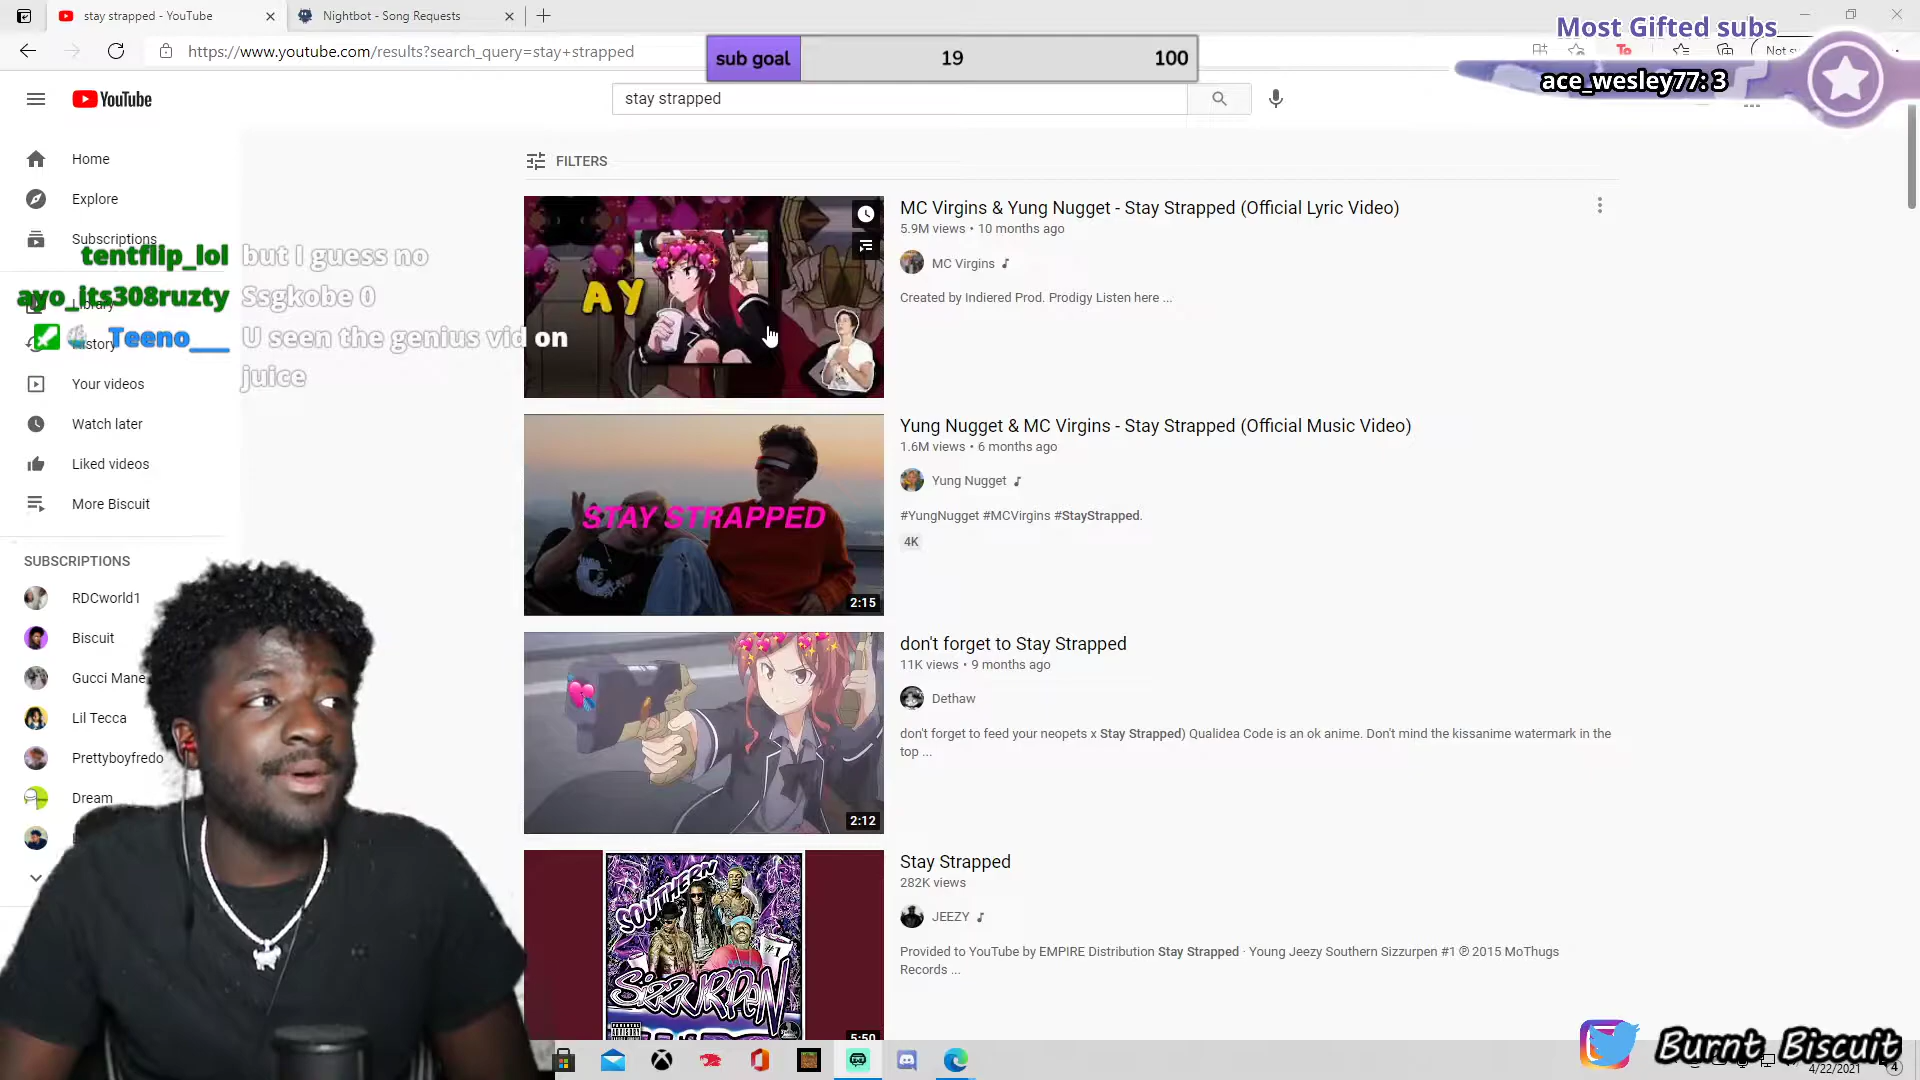 stay strapped - YouTube
Nightbot - Song Requests
https://www.youtube.com/results?search_query=stay+strapped
Not sy
Most Gifted subs
ace_wesley77: 3
sub goal 19 100
YouTube
stay strapped
Home
Explore
Subscriptions
Library
History
Your videos
Watch later
Liked videos
More Biscuit
tentflip_lol but I guess no
ayo_its308ruzty Ssgkobe 0
Teeno___ U seen the genius vid on
juice
SUBSCRIPTIONS
RDCworld1
Biscuit
Gucci Mane
Lil Tecca
Prettyboyfredo
Dream
FILTERS
AY
MC Virgins & Yung Nugget - Stay Strapped (Official Lyric Video)
5.9M views • 10 months ago
MC Virgins
Created by Indiered Prod. Prodigy Listen here ...
STAY STRAPPED
2:15
Yung Nugget & MC Virgins - Stay Strapped (Official Music Video)
1.6M views • 6 months ago
Yung Nugget
#YungNugget #MCVirgins #StayStrapped.
4K
2:12
don't forget to Stay Strapped
11K views • 9 months ago
Dethaw
don't forget to feed your neopets x Stay Strapped) Qualidea Code is an ok anime. Don't mind the kissanime watermark in the
top ...
SOUTHERN
#1
SIZZURPEN
5:50
Stay Strapped
282K views
JEEZY
Provided to YouTube by EMPIRE Distribution Stay Strapped · Young Jeezy Southern Sizzurpen #1 ℗ 2015 MoThugs
Records ...
Burnt Biscuit
4/22/2021
4